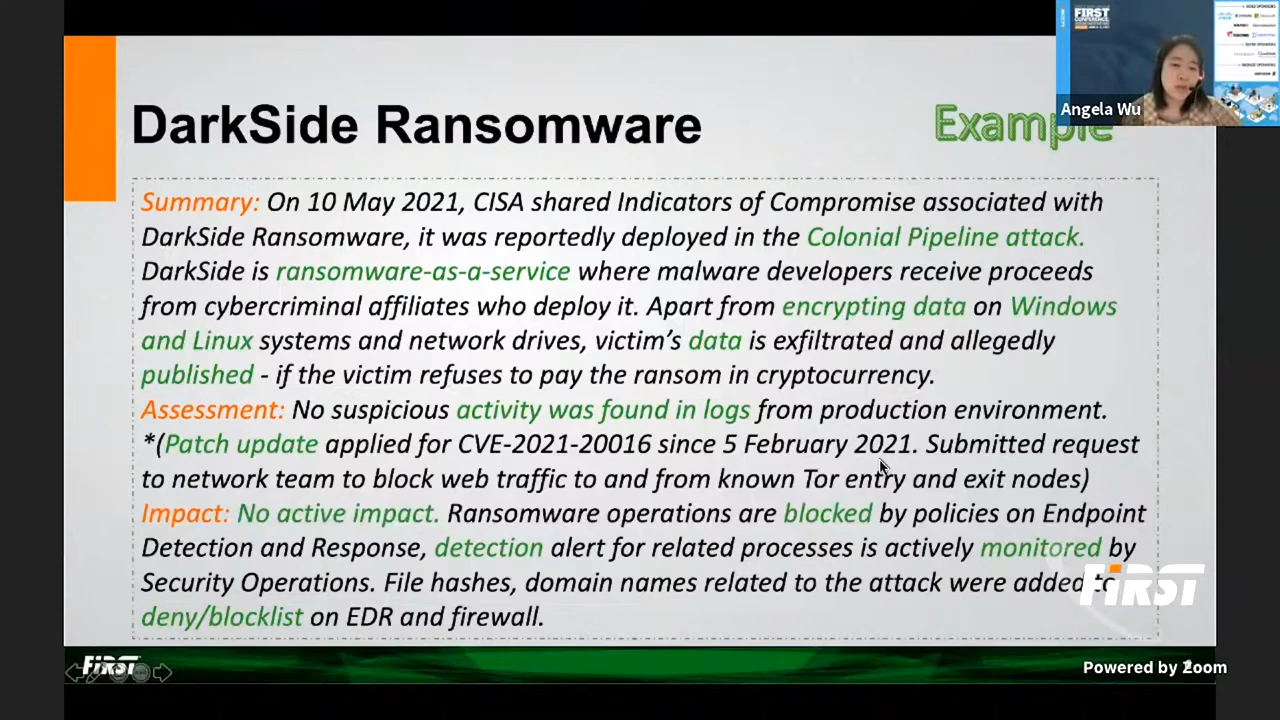 FIRST
CONFERENCE
Angela Wu
DarkSide Ransomware
Example
Summary: On 10 May 2021, CISA shared Indicators of Compromise associated with
DarkSide Ransomware, it was reportedly deployed in the Colonial Pipeline attack.
DarkSide is ransomware-as-a-service where malware developers receive proceeds
from cybercriminal affiliates who deploy it. Apart from encrypting data on Windows
and Linux systems and network drives, victim's data is exfiltrated and allegedly
published - if the victim refuses to pay the ransom in cryptocurrency.
Assessment: No suspicious activity was found in logs from production environment.
*(Patch update applied for CVE-2021-20016 since 5 February 2021. Submitted request
to network team to block web traffic to and from known Tor entry and exit nodes)
Impact: No active impact. Ransomware operations are blocked by policies on Endpoint
Detection and Response, detection alert for related processes is actively monitored by
Security Operations. File hashes, domain names related to the attack were added to
deny/blocklist on EDR and firewall.
FiRST
FiRST
Powered by Zoom